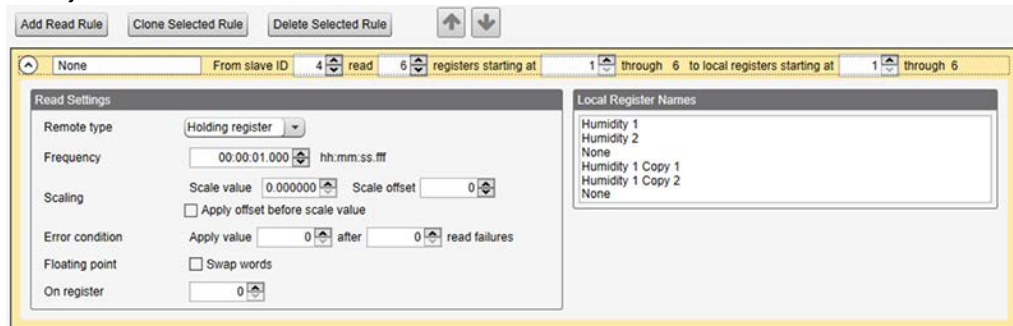 Add Read Rule Clone Selected Rule Delete Selected Rule
None From slave ID 4 read 6 registers starting at 1 through 6 to local registers starting at 1 through 6
Read Settings
Remote type Holding register
Frequency 00:00:01.000 hh:mm:ss.fff
Scaling Scale value 0.000000 Scale offset 0
Apply offset before scale value
Error condition Apply value 0 after 0 read failures
Floating point Swap words
On register 0
Local Register Names
Humidity 1
Humidity 2
None
Humidity 1 Copy 1
Humidity 1 Copy 2
None